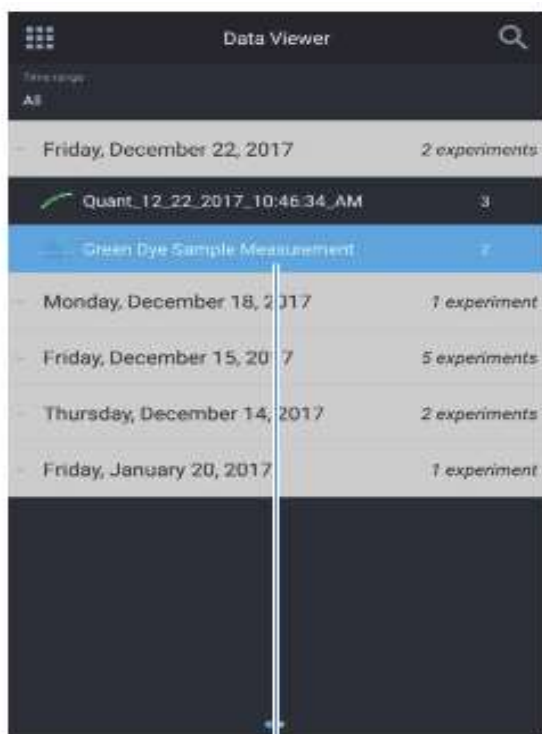 Data Viewer
Time range
All
Friday, December 22, 2017 2 experiments
Quant_12_22_2017_10:46:34_AM 3
Green Dye Sample Measurement 2
Monday, December 18, 2017 1 experiment
Friday, December 15, 2017 5 experiments
Thursday, December 14, 2017 2 experiments
Friday, January 20, 2017 1 experiment